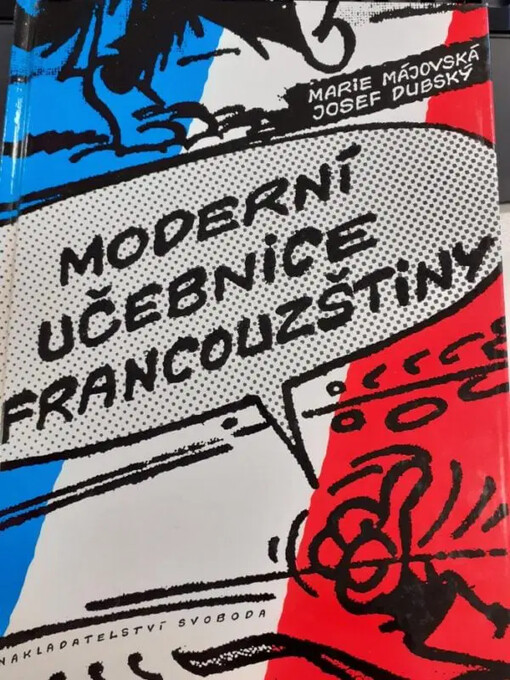 MARIE MÁJOVSKÁ
JOSEF DUBSKÝ
MODERNÍ
UČEBNICE
FRANCOUZŠTINY
NAKLADATELSTVÍ SVOBODA